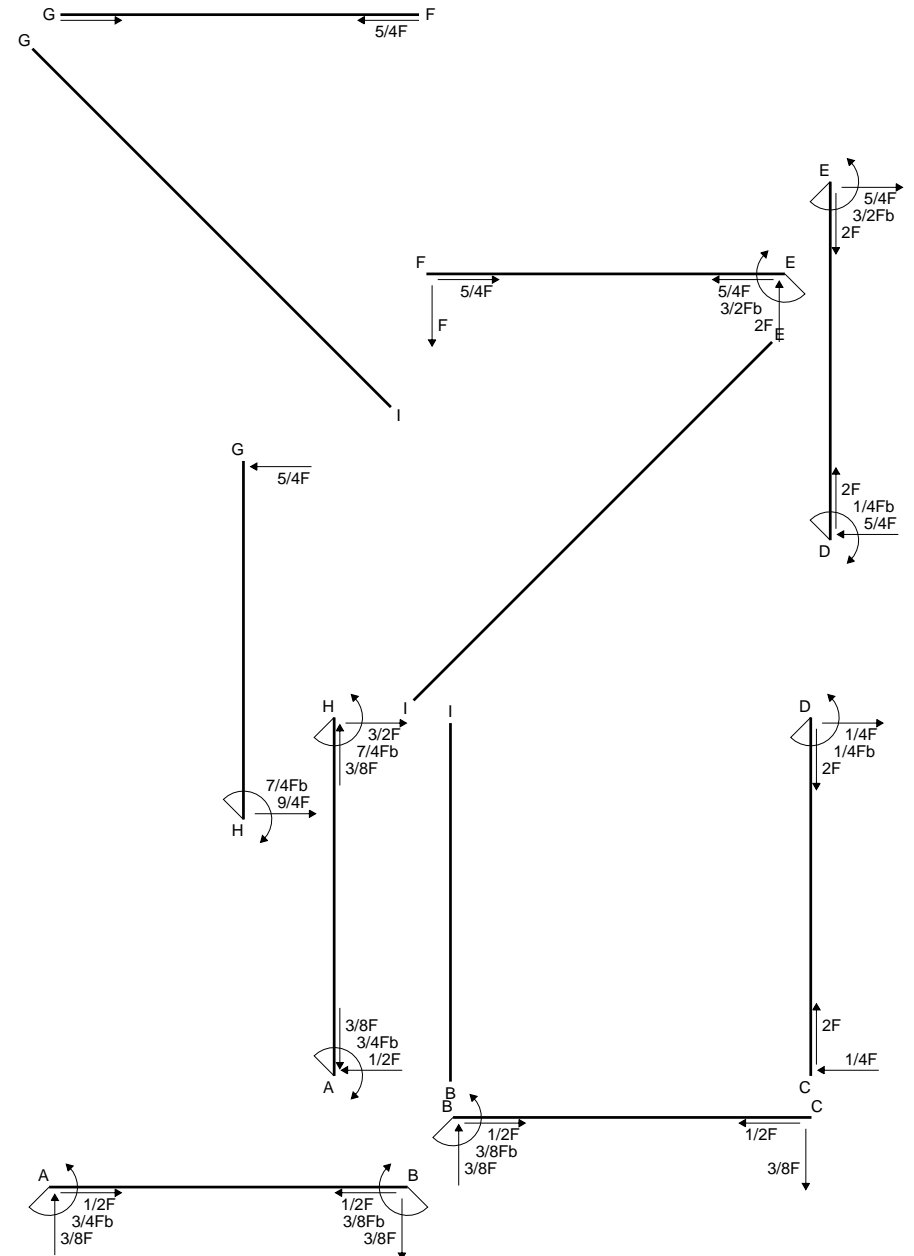 G F
5/4F
G
I
E
5/4F
3/2Fb
2F
F E
5/4F 5/4F
3/2Fb
F 2F
E
I
2F
1/4Fb
5/4F
D
G
5/4F
7/4Fb
9/4F
H
H
3/2F
7/4Fb
3/8F
3/8F
3/4Fb
1/2F
A
I
B
D
1/4F
1/4Fb
2F
2F
1/4F
C
B C
1/2F 1/2F
3/8Fb
3/8F 3/8F
A B
1/2F 1/2F
3/4Fb 3/8Fb
3/8F 3/8F